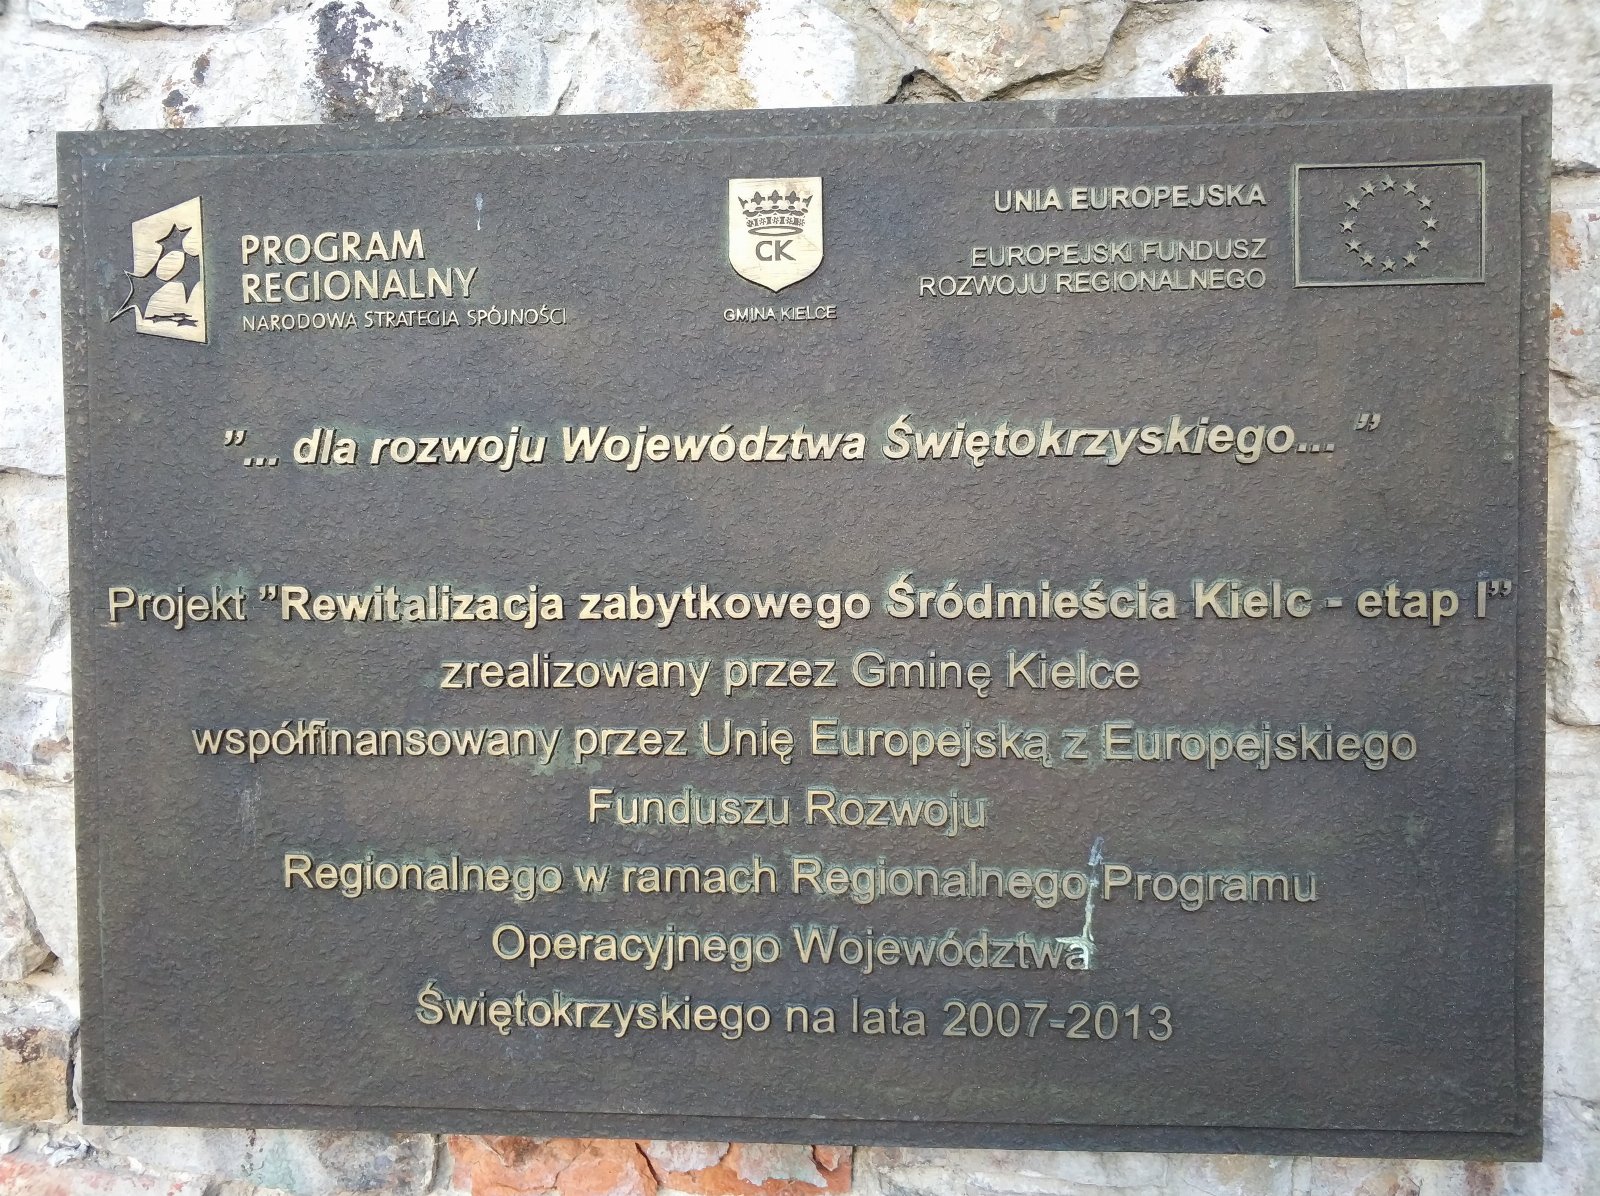 PROGRAM
REGIONALNY
NARODOWA STRATEGIA SPÓJNOŚCI
CK
GMINA KIELCE
UNIA EUROPEJSKA
EUROPEJSKI FUNDUSZ
ROZWOJU REGIONALNEGO
”... dla rozwoju Województwa Świętokrzyskiego... ”
Projekt ”Rewitalizacja zabytkowego Śródmieścia Kielc - etap I”
zrealizowany przez Gminę Kielce
współfinansowany przez Unię Europejską z Europejskiego
Funduszu Rozwoju
Regionalnego w ramach Regionalnego Programu
Operacyjnego Województwa
Świętokrzyskiego na lata 2007-2013